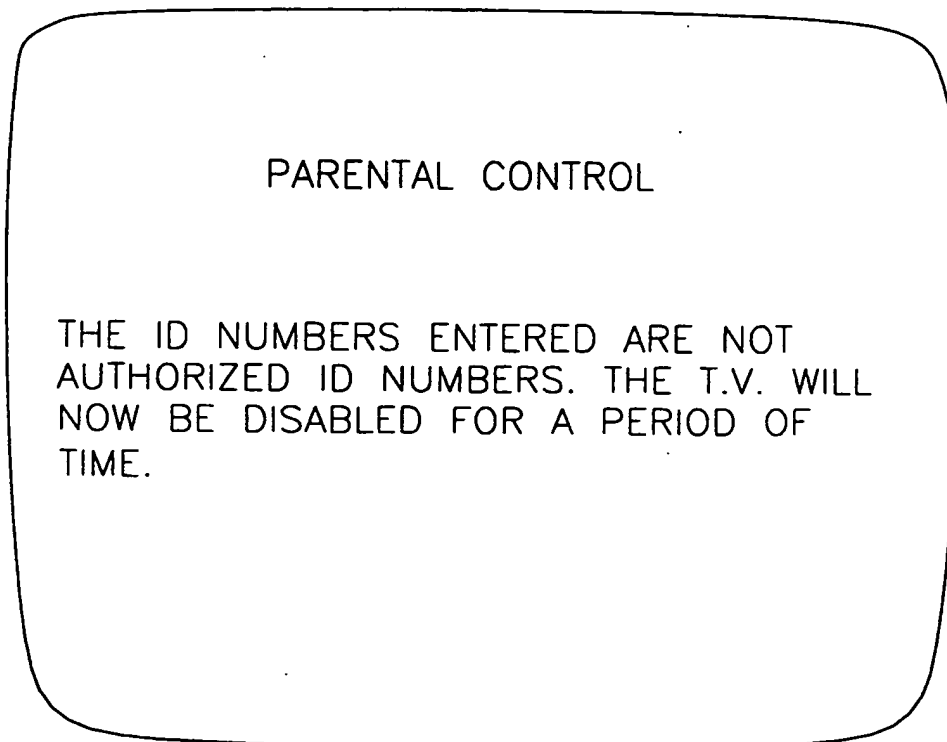 PARENTAL CONTROL
THE ID NUMBERS ENTERED ARE NOT
AUTHORIZED ID NUMBERS. THE T.V. WILL
NOW BE DISABLED FOR A PERIOD OF
TIME.